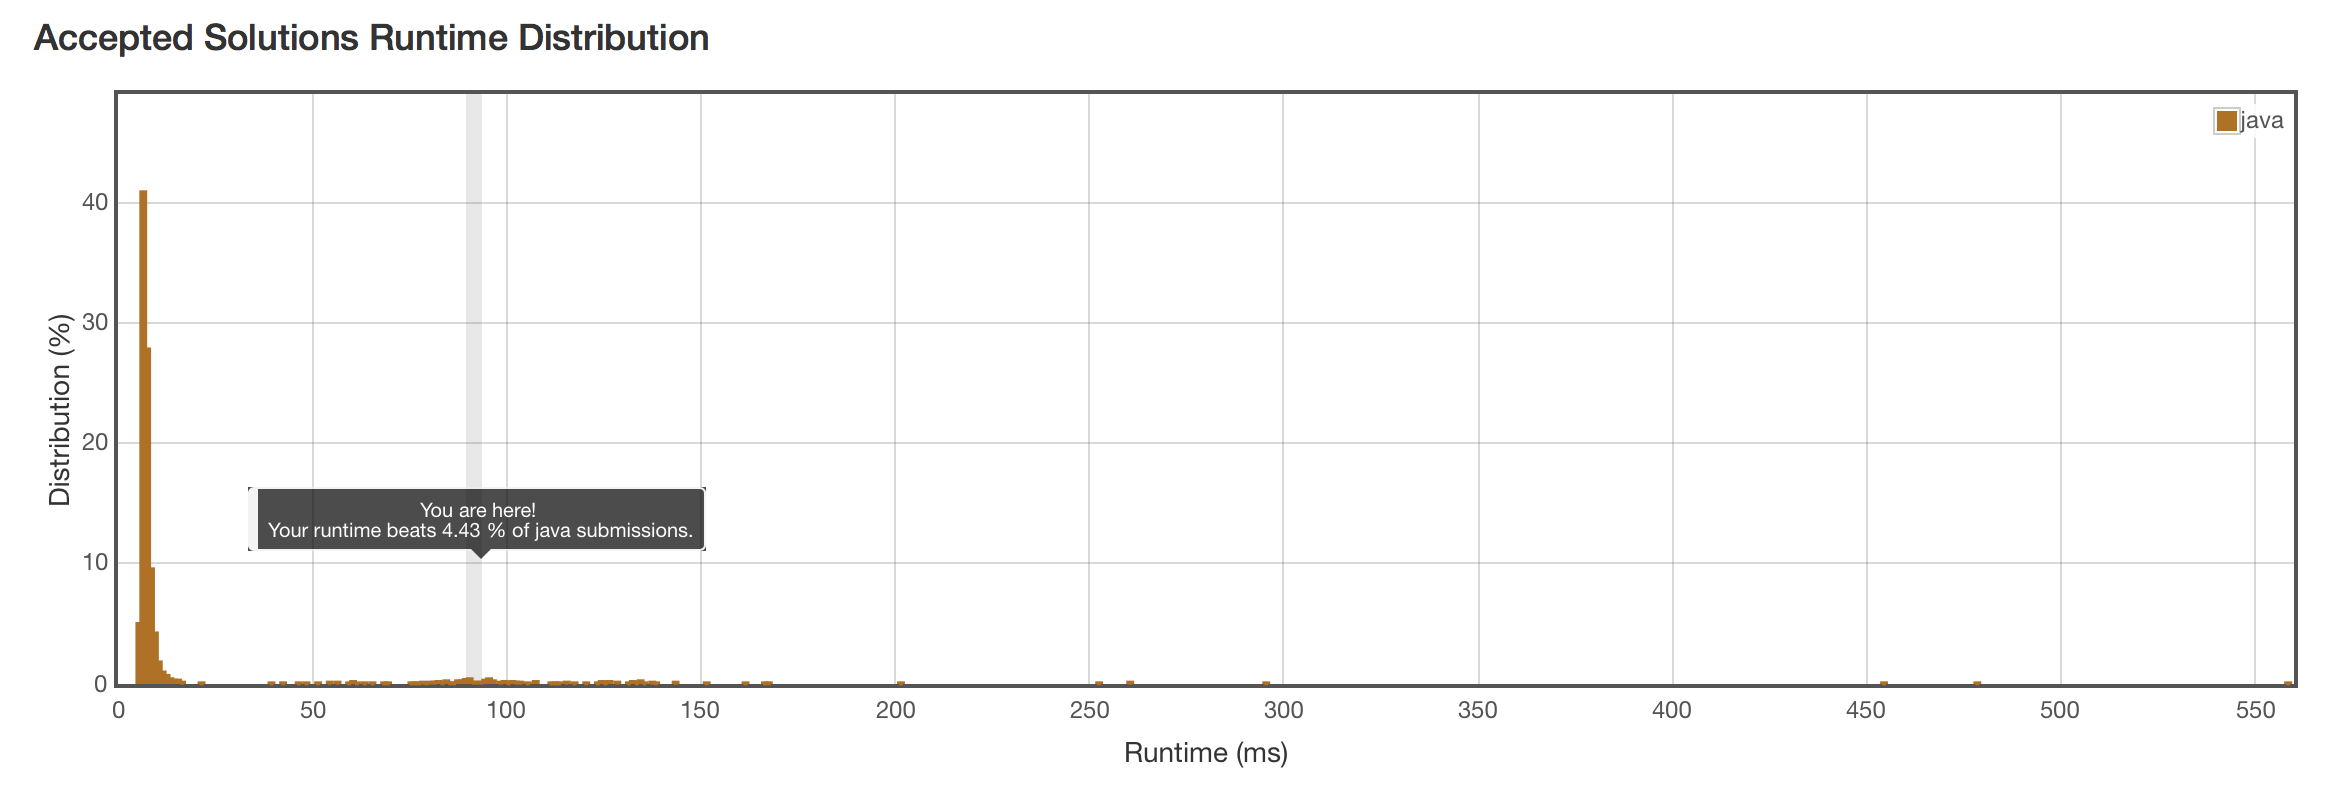 Accepted Solutions Runtime Distribution
java
40
30
20
10
0
Distribution (%)
You are here!
Your runtime beats 4.43 % of java submissions.
0 50 100 150 200 250 300 350 400 450 500 550
Runtime (ms)